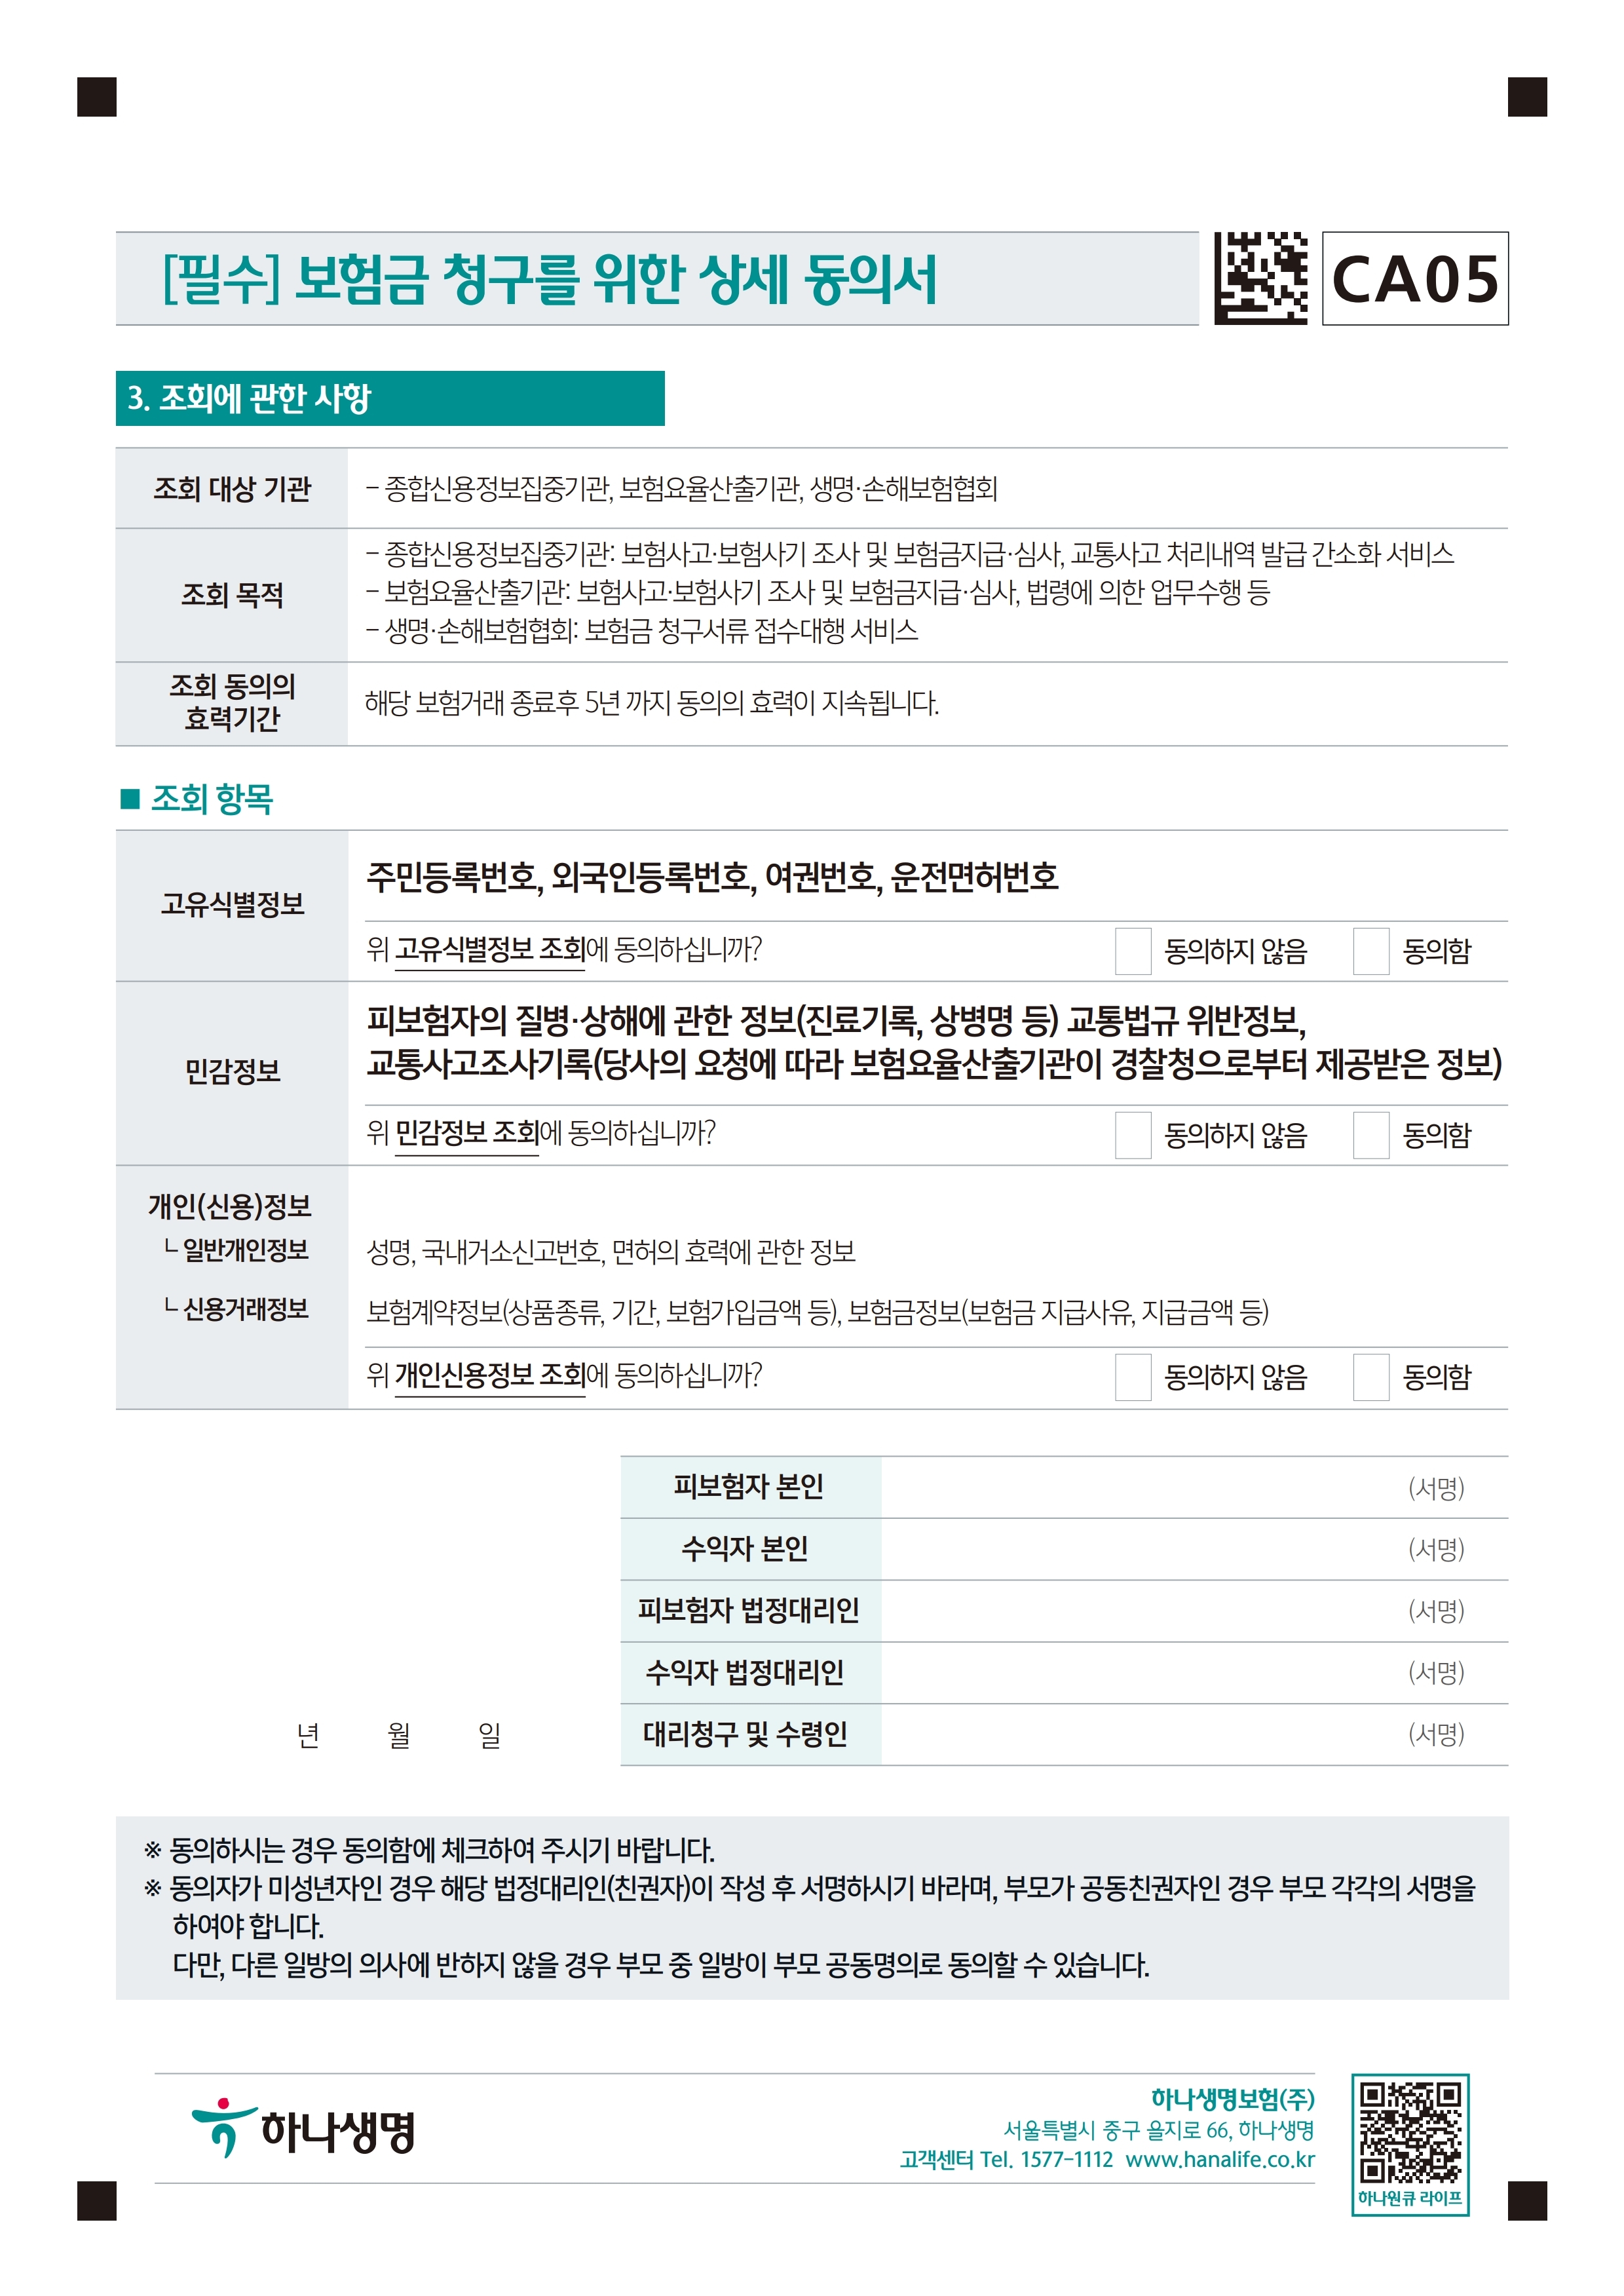 [필수] 보험금 청구를 위한 상세 동의서
CA05
3. 조회에 관한 사항
조회 대상 기관
- 종합신용정보집중기관, 보험요율산출기관, 생명·손해보험협회
조회 목적
- 종합신용정보집중기관: 보험사고·보험사기 조사 및 보험금지급·심사, 교통사고 처리내역 발급 간소화 서비스
- 보험요율산출기관: 보험사고·보험사기 조사 및 보험금지급·심사, 법령에 의한 업무수행 등
- 생명·손해보험협회: 보험금 청구서류 접수대행 서비스
조회 동의의
효력기간
해당 보험거래 종료후 5년 까지 동의의 효력이 지속됩니다.
■ 조회 항목
고유식별정보
주민등록번호, 외국인등록번호, 여권번호, 운전면허번호
위 고유식별정보 조회에 동의하십니까?
동의하지 않음
동의함
민감정보
피보험자의 질병·상해에 관한 정보(진료기록, 상병명 등) 교통법규 위반정보,
교통사고조사기록(당사의 요청에 따라 보험요율산출기관이 경찰청으로부터 제공받은 정보)
위 민감정보 조회에 동의하십니까?
동의하지 않음
동의함
개인(신용)정보
└ 일반개인정보
성명, 국내거소신고번호, 면허의 효력에 관한 정보
└ 신용거래정보
보험계약정보(상품종류, 기간, 보험가입금액 등), 보험금정보(보험금 지급사유, 지급금액 등)
위 개인신용정보 조회에 동의하십니까?
동의하지 않음
동의함
피보험자 본인
(서명)
수익자 본인
(서명)
피보험자 법정대리인
(서명)
수익자 법정대리인
(서명)
년 월 일
대리청구 및 수령인
(서명)
※ 동의하시는 경우 동의함에 체크하여 주시기 바랍니다.
※ 동의자가 미성년자인 경우 해당 법정대리인(친권자)이 작성 후 서명하시기 바라며, 부모가 공동친권자인 경우 부모 각각의 서명을
하여야 합니다.
다만, 다른 일방의 의사에 반하지 않을 경우 부모 중 일방이 부모 공동명의로 동의할 수 있습니다.
하나생명
하나생명보험(주)
서울특별시 중구 을지로 66, 하나생명
고객센터 Tel. 1577-1112 www.hanalife.co.kr
하나원큐 라이프